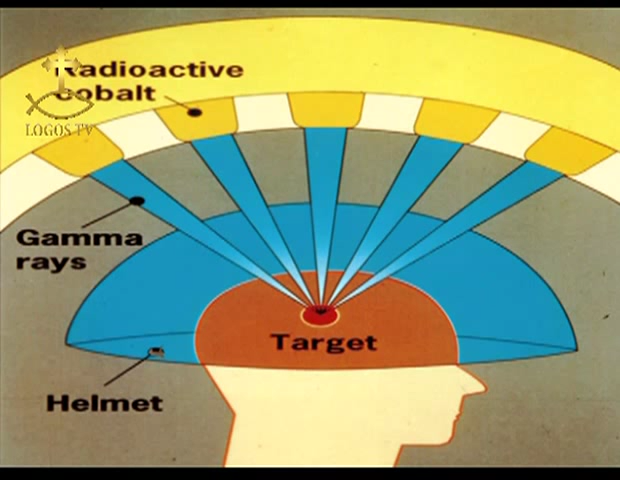 Radioactive
cobalt
LOGOS TV
Gamma
rays
Target
Helmet